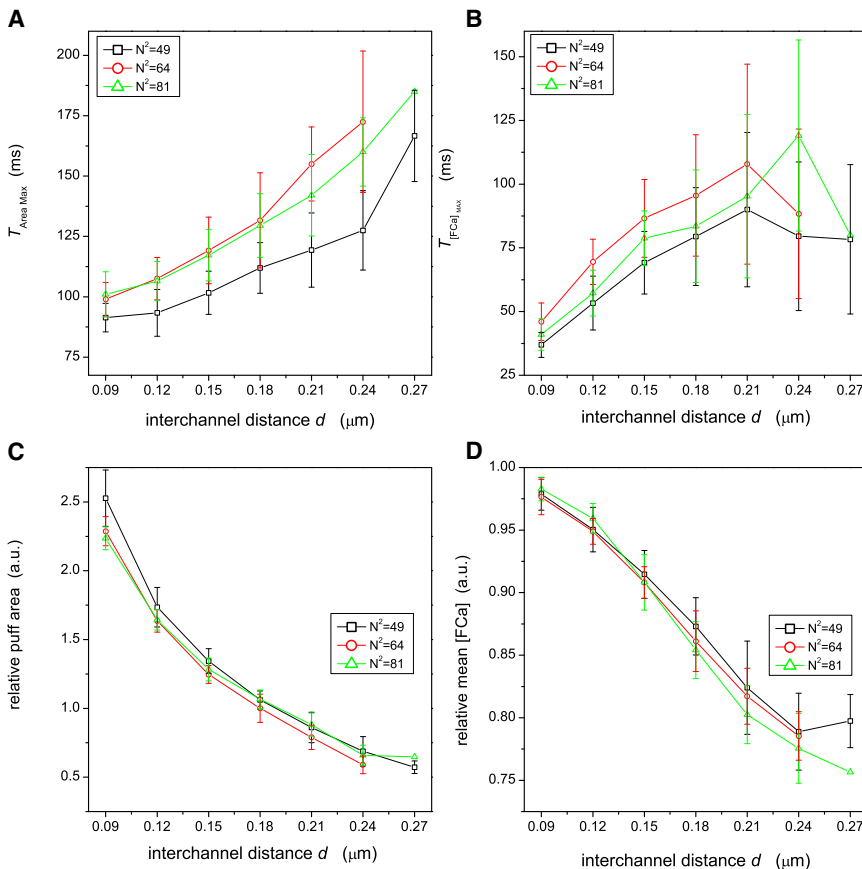 A
N²=49
N²=64
N²=81
200
175
150
125
100
75
T Area Max (ms)
0.09 0.12 0.15 0.18 0.21 0.24 0.27
interchannel distance d (μm)
B
N²=49
N²=64
N²=81
150
125
100
75
50
25
T [FCa] MAX (ms)
0.09 0.12 0.15 0.18 0.21 0.24 0.27
interchannel distance d (μm)
C
2.5
2.0
1.5
1.0
0.5
relative puff area (a.u.)
N²=49
N²=64
N²=81
0.09 0.12 0.15 0.18 0.21 0.24 0.27
interchannel distance d (μm)
D
1.00
0.95
0.90
0.85
0.80
0.75
relative mean [FCa] (a.u.)
N²=49
N²=64
N²=81
0.09 0.12 0.15 0.18 0.21 0.24 0.27
interchannel distance d (μm)